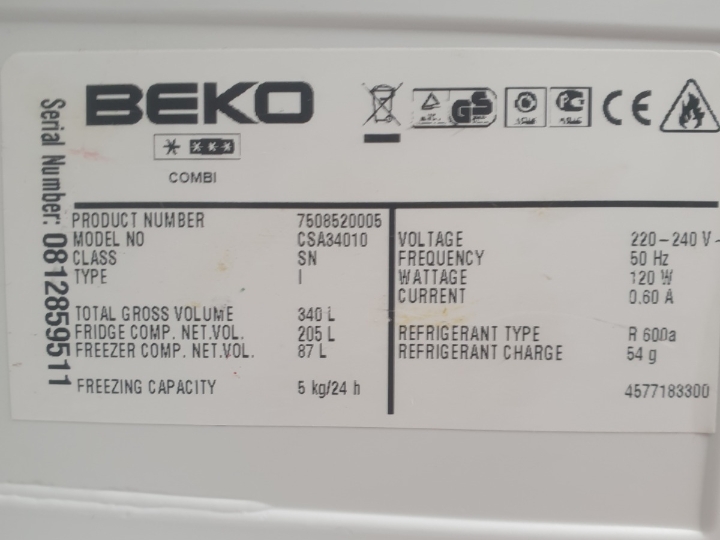 BEKO
COMBI
Serial Number: 0812859511
PRODUCT NUMBER 7508520005
MODEL NO CSA34010
CLASS SN
TYPE I
TOTAL GROSS VOLUME 340 L
FRIDGE COMP. NET.VOL. 205 L
FREEZER COMP. NET.VOL. 87 L
FREEZING CAPACITY 5 kg/24 h
VOLTAGE 220-240 V~
FREQUENCY 50 Hz
WATTAGE 120 W
CURRENT 0.60 A
REFRIGERANT TYPE R 600a
REFRIGERANT CHARGE 54 g
4577183300
GS
CE